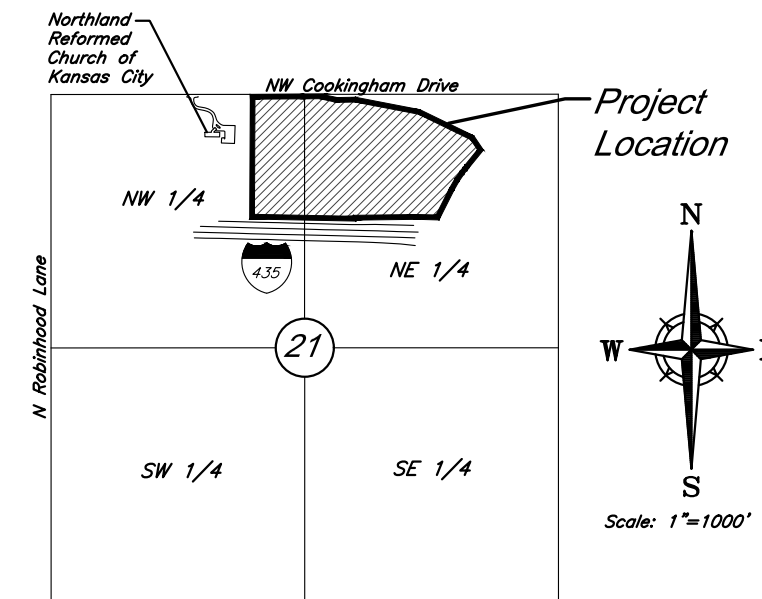 Northland
Reformed
Church of
Kansas City
NW Cookingham Drive
Project
Location
NW 1/4
435
NE 1/4
N Robinhood Lane
21
SW 1/4
SE 1/4
N
W
S
Scale: 1"=1000'